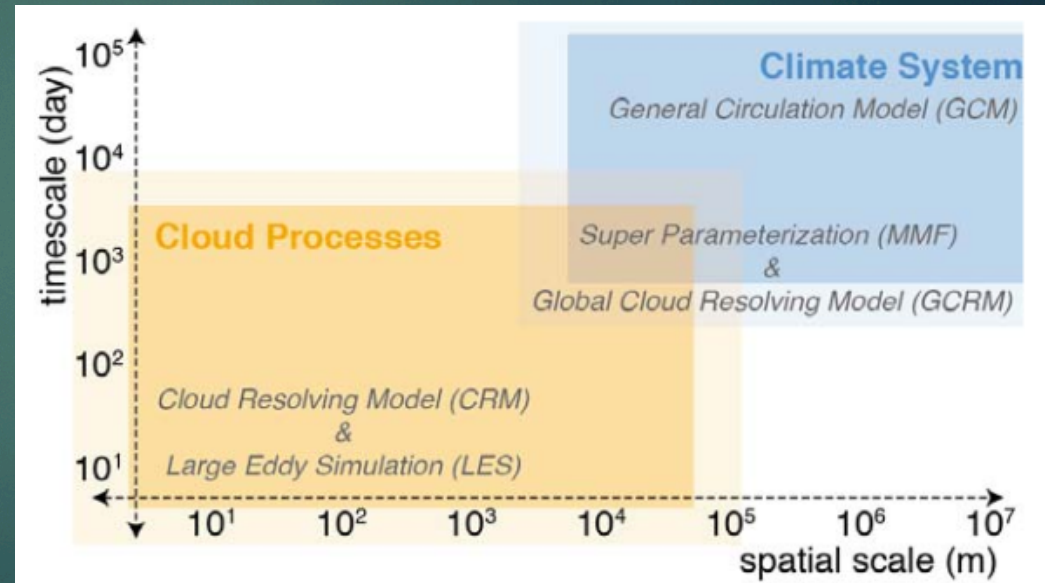 timescale (day)
10⁵
10⁴
10³
10²
10¹
Climate System
General Circulation Model (GCM)
Cloud Processes
Super Parameterization (MMF)
&
Global Cloud Resolving Model (GCRM)
Cloud Resolving Model (CRM)
&
Large Eddy Simulation (LES)
10¹ 10² 10³ 10⁴ 10⁵ 10⁶ 10⁷
spatial scale (m)